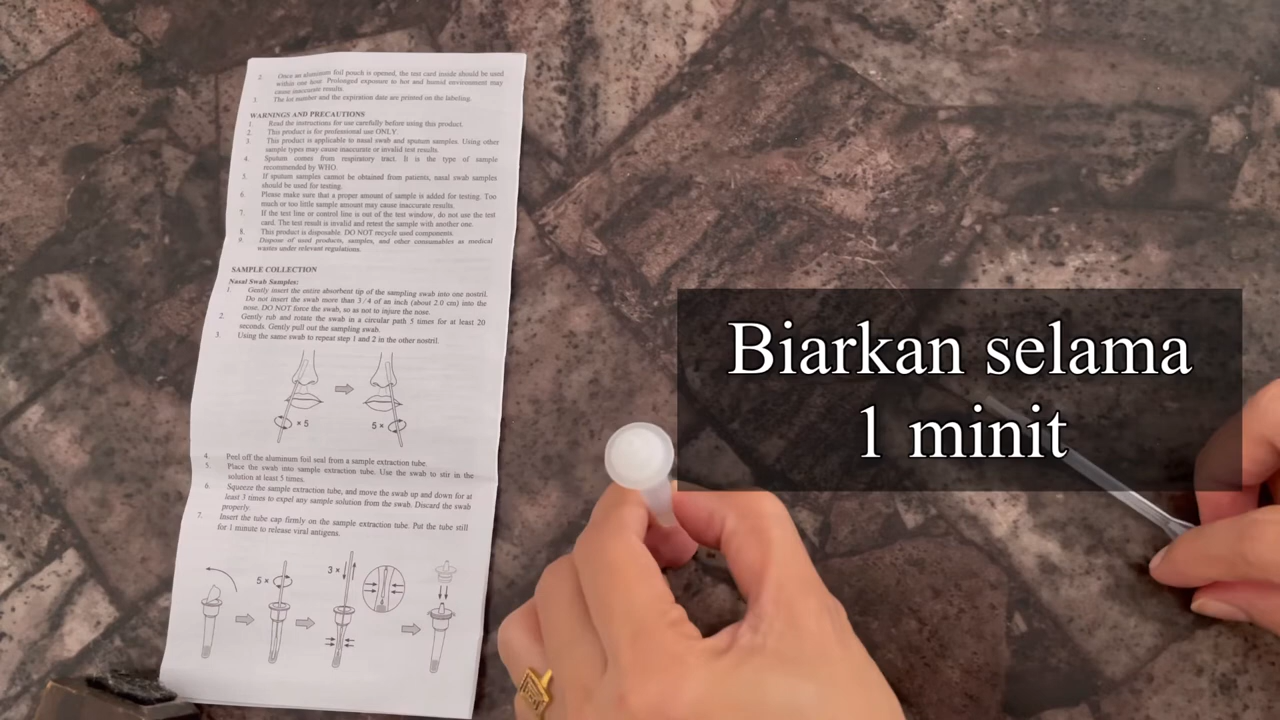 2. Once an aluminum foil pouch is opened, the test card inside should be used
within one hour. Prolonged exposure to hot and humid environment may
cause inaccurate results.
3. The lot number and the expiration date are printed on the labeling.
WARNINGS AND PRECAUTIONS
1. Read the instructions for use carefully before using this product.
2. This product is for professional use ONLY.
3. This product is applicable to nasal swab and sputum samples. Using other
sample types may cause inaccurate or invalid test results.
4. Sputum comes from respiratory tract. It is the type of sample
recommended by WHO.
5. If sputum samples cannot be obtained from patients, nasal swab samples
should be used for testing.
6. Please make sure that a proper amount of sample is added for testing. Too
much or too little sample amount may cause inaccurate results.
7. If the test line or control line is out of the test window, do not use the test
card. The test result is invalid and retest the sample with another one.
8. This product is disposable. DO NOT recycle used components.
9. Dispose of used products, samples, and other consumables as medical
wastes under relevant regulations.
SAMPLE COLLECTION
Nasal Swab Samples:
1. Gently insert the entire absorbent tip of the sampling swab into one nostril.
Do not insert the swab more than 3/4 of an inch (about 2.0 cm) into the
nose. DO NOT force the swab, so as not to injure the nose.
2. Gently rub and rotate the swab in a circular path 5 times for at least 20
seconds. Gently pull out the sampling swab.
3. Using the same swab to repeat step 1 and 2 in the other nostril.
× 5
5 ×
4. Peel off the aluminum foil seal from a sample extraction tube.
5. Place the swab into sample extraction tube. Use the swab to stir in the
solution at least 5 times.
6. Squeeze the sample extraction tube, and move the swab up and down for at
least 3 times to expel any sample solution from the swab. Discard the swab
properly.
7. Insert the tube cap firmly on the sample extraction tube. Put the tube still
for 1 minute to release viral antigens.
5 ×
3 ×
Biarkan selama
1 minit